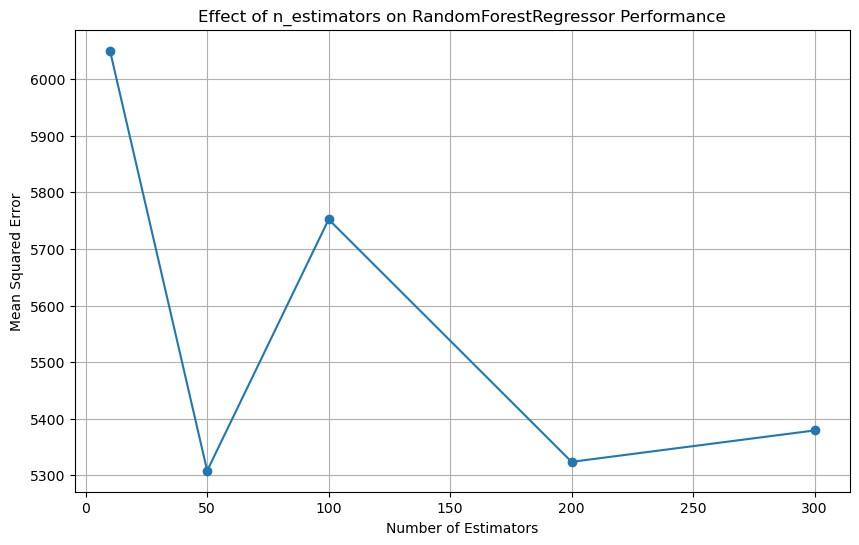 Effect of n_estimators on RandomForestRegressor Performance
6000
5900
5800
5700
5600
5500
5400
5300
Mean Squared Error
0 50 100 150 200 250 300
Number of Estimators